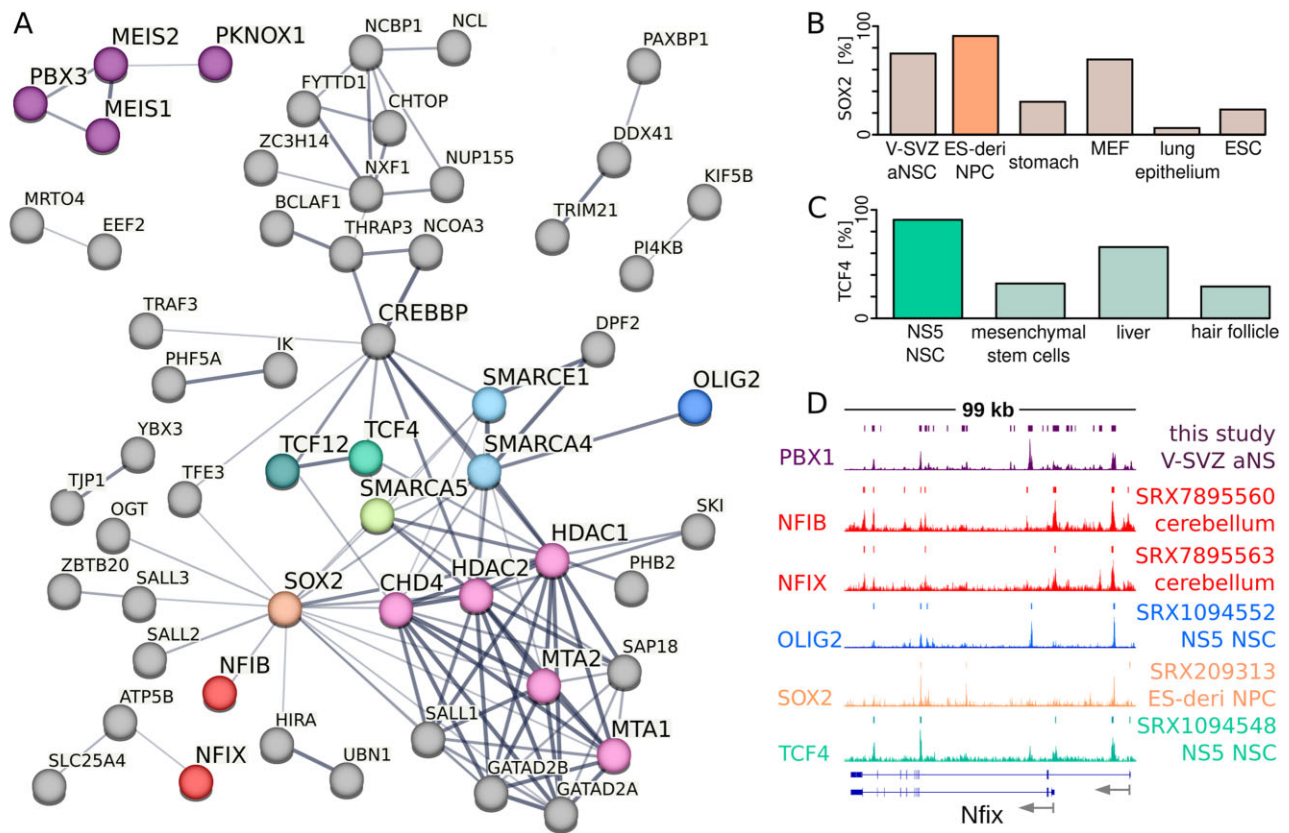 A
MEIS2
PKNOX1
PBX3
MEIS1
NCBP1
NCL
FYTTD1
CHTOP
ZC3H14
NXF1
NUP155
BCLAF1
THRAP3
NCOA3
PAXBP1
DDX41
TRIM21
KIF5B
PI4KB
MRTO4
EEF2
TRAF3
CREBBP
PHF5A
IK
DPF2
SMARCE1
OLIG2
YBX3
TCF12
TCF4
SMARCA4
TJP1
TFE3
SMARCA5
OGT
HDAC1
SKI
ZBTB20
SALL3
SOX2
CHD4
HDAC2
PHB2
SALL2
NFIB
MTA2
SAP18
ATP5B
HIRA
SALL1
MTA1
SLC25A4
NFIX
UBN1
GATAD2B
GATAD2A
B
SOX2 [%]
0
100
V-SVZ aNSC
ES-deri NPC
stomach
MEF
lung epithelium
ESC
C
TCF4 [%]
0
100
NS5 NSC
mesenchymal stem cells
liver
hair follicle
D
99 kb
PBX1
this study
V-SVZ aNS
NFIB
SRX7895560
cerebellum
NFIX
SRX7895563
cerebellum
OLIG2
SRX1094552
NS5 NSC
SOX2
SRX209313
ES-deri NPC
TCF4
SRX1094548
NS5 NSC
Nfix